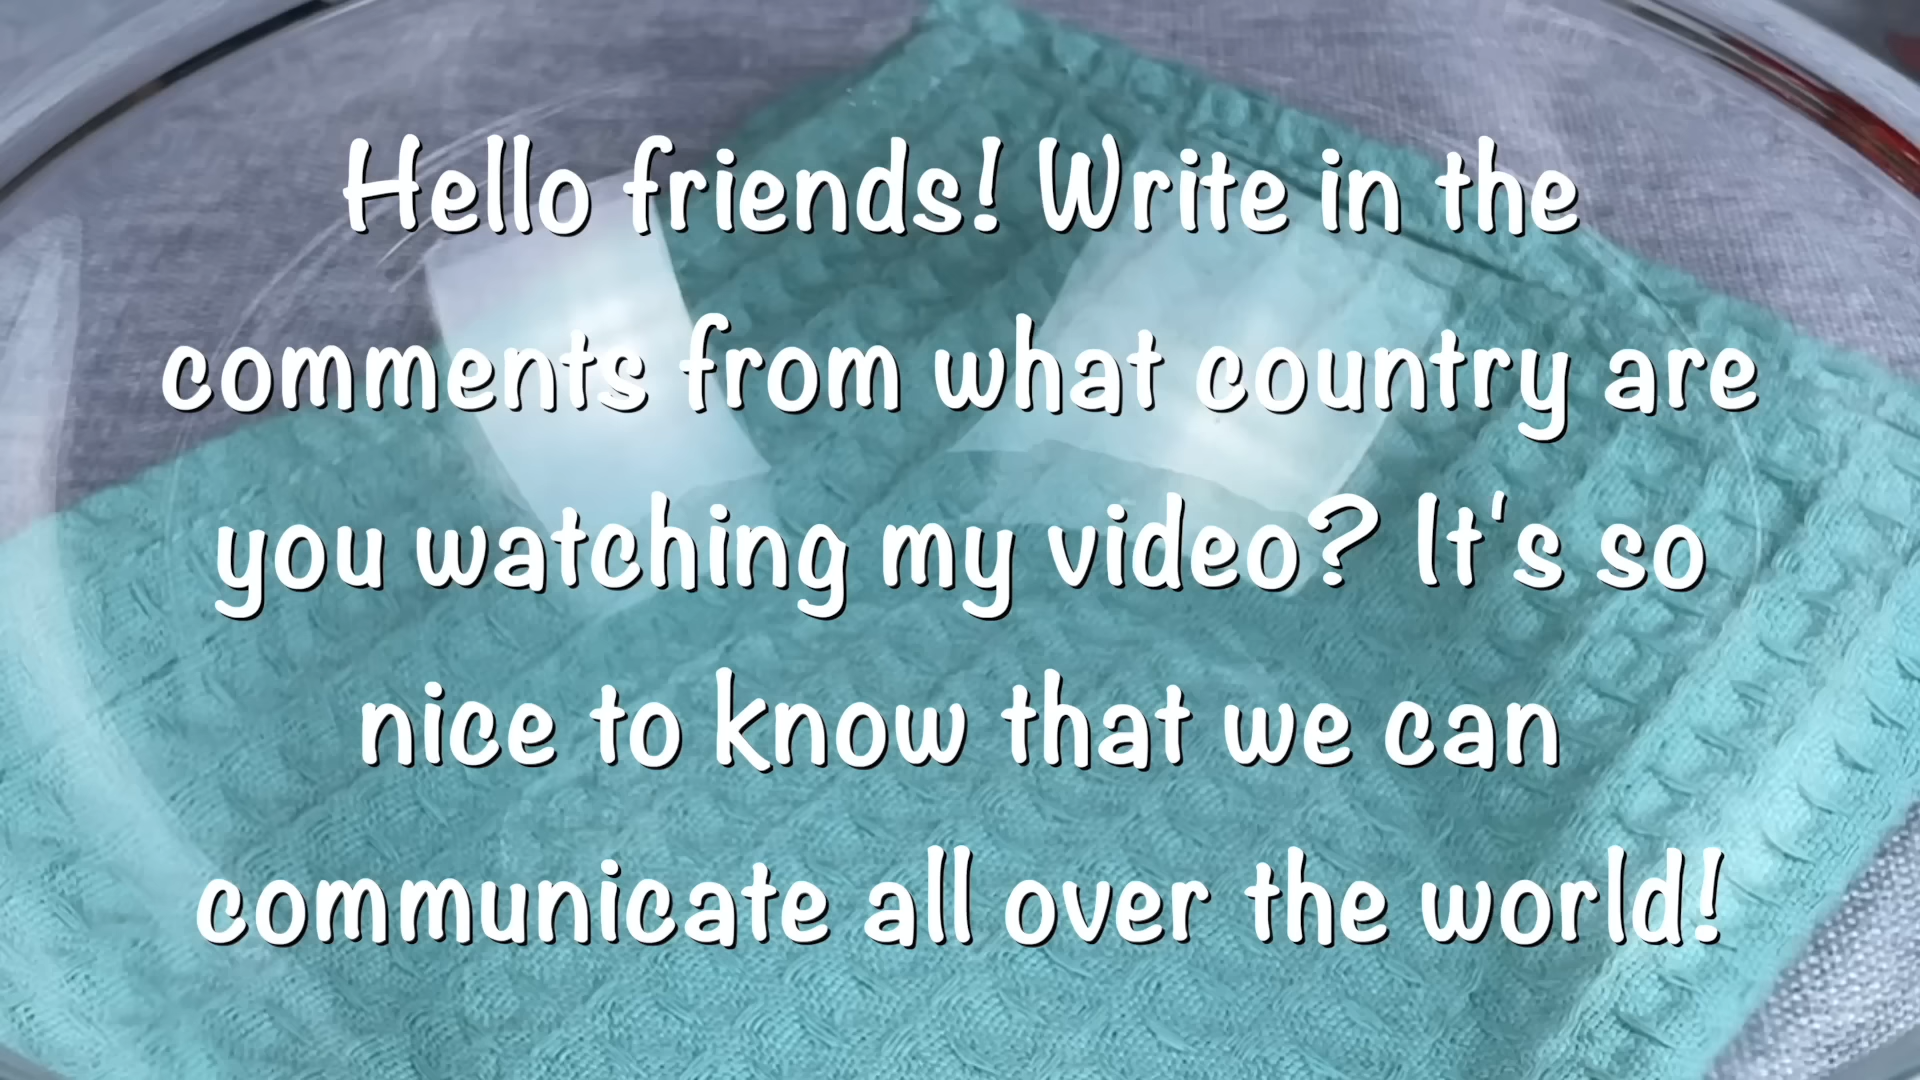 Hello friends! Write in the
comments from what country are
you watching my video? It's so
nice to know that we can
communicate all over the world!